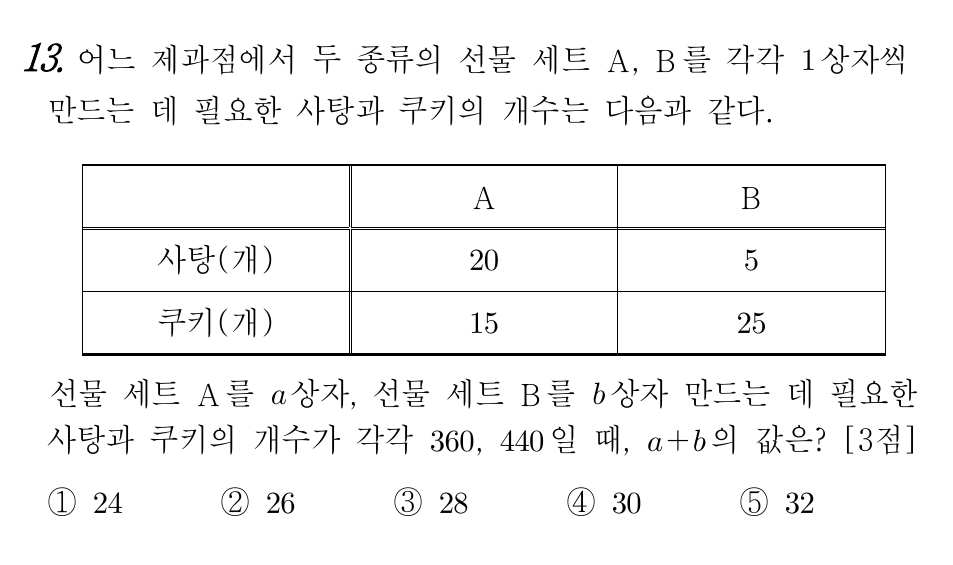 13. 어느 제과점에서 두 종류의 선물 세트 A, B를 각각 1상자씩
만드는 데 필요한 사탕과 쿠키의 개수는 다음과 같다.
A B
사탕(개) 20 5
쿠키(개) 15 25
선물 세트 A를 a상자, 선물 세트 B를 b상자 만드는 데 필요한
사탕과 쿠키의 개수가 각각 360, 440일 때, a+b의 값은? [3점]
① 24 ② 26 ③ 28 ④ 30 ⑤ 32